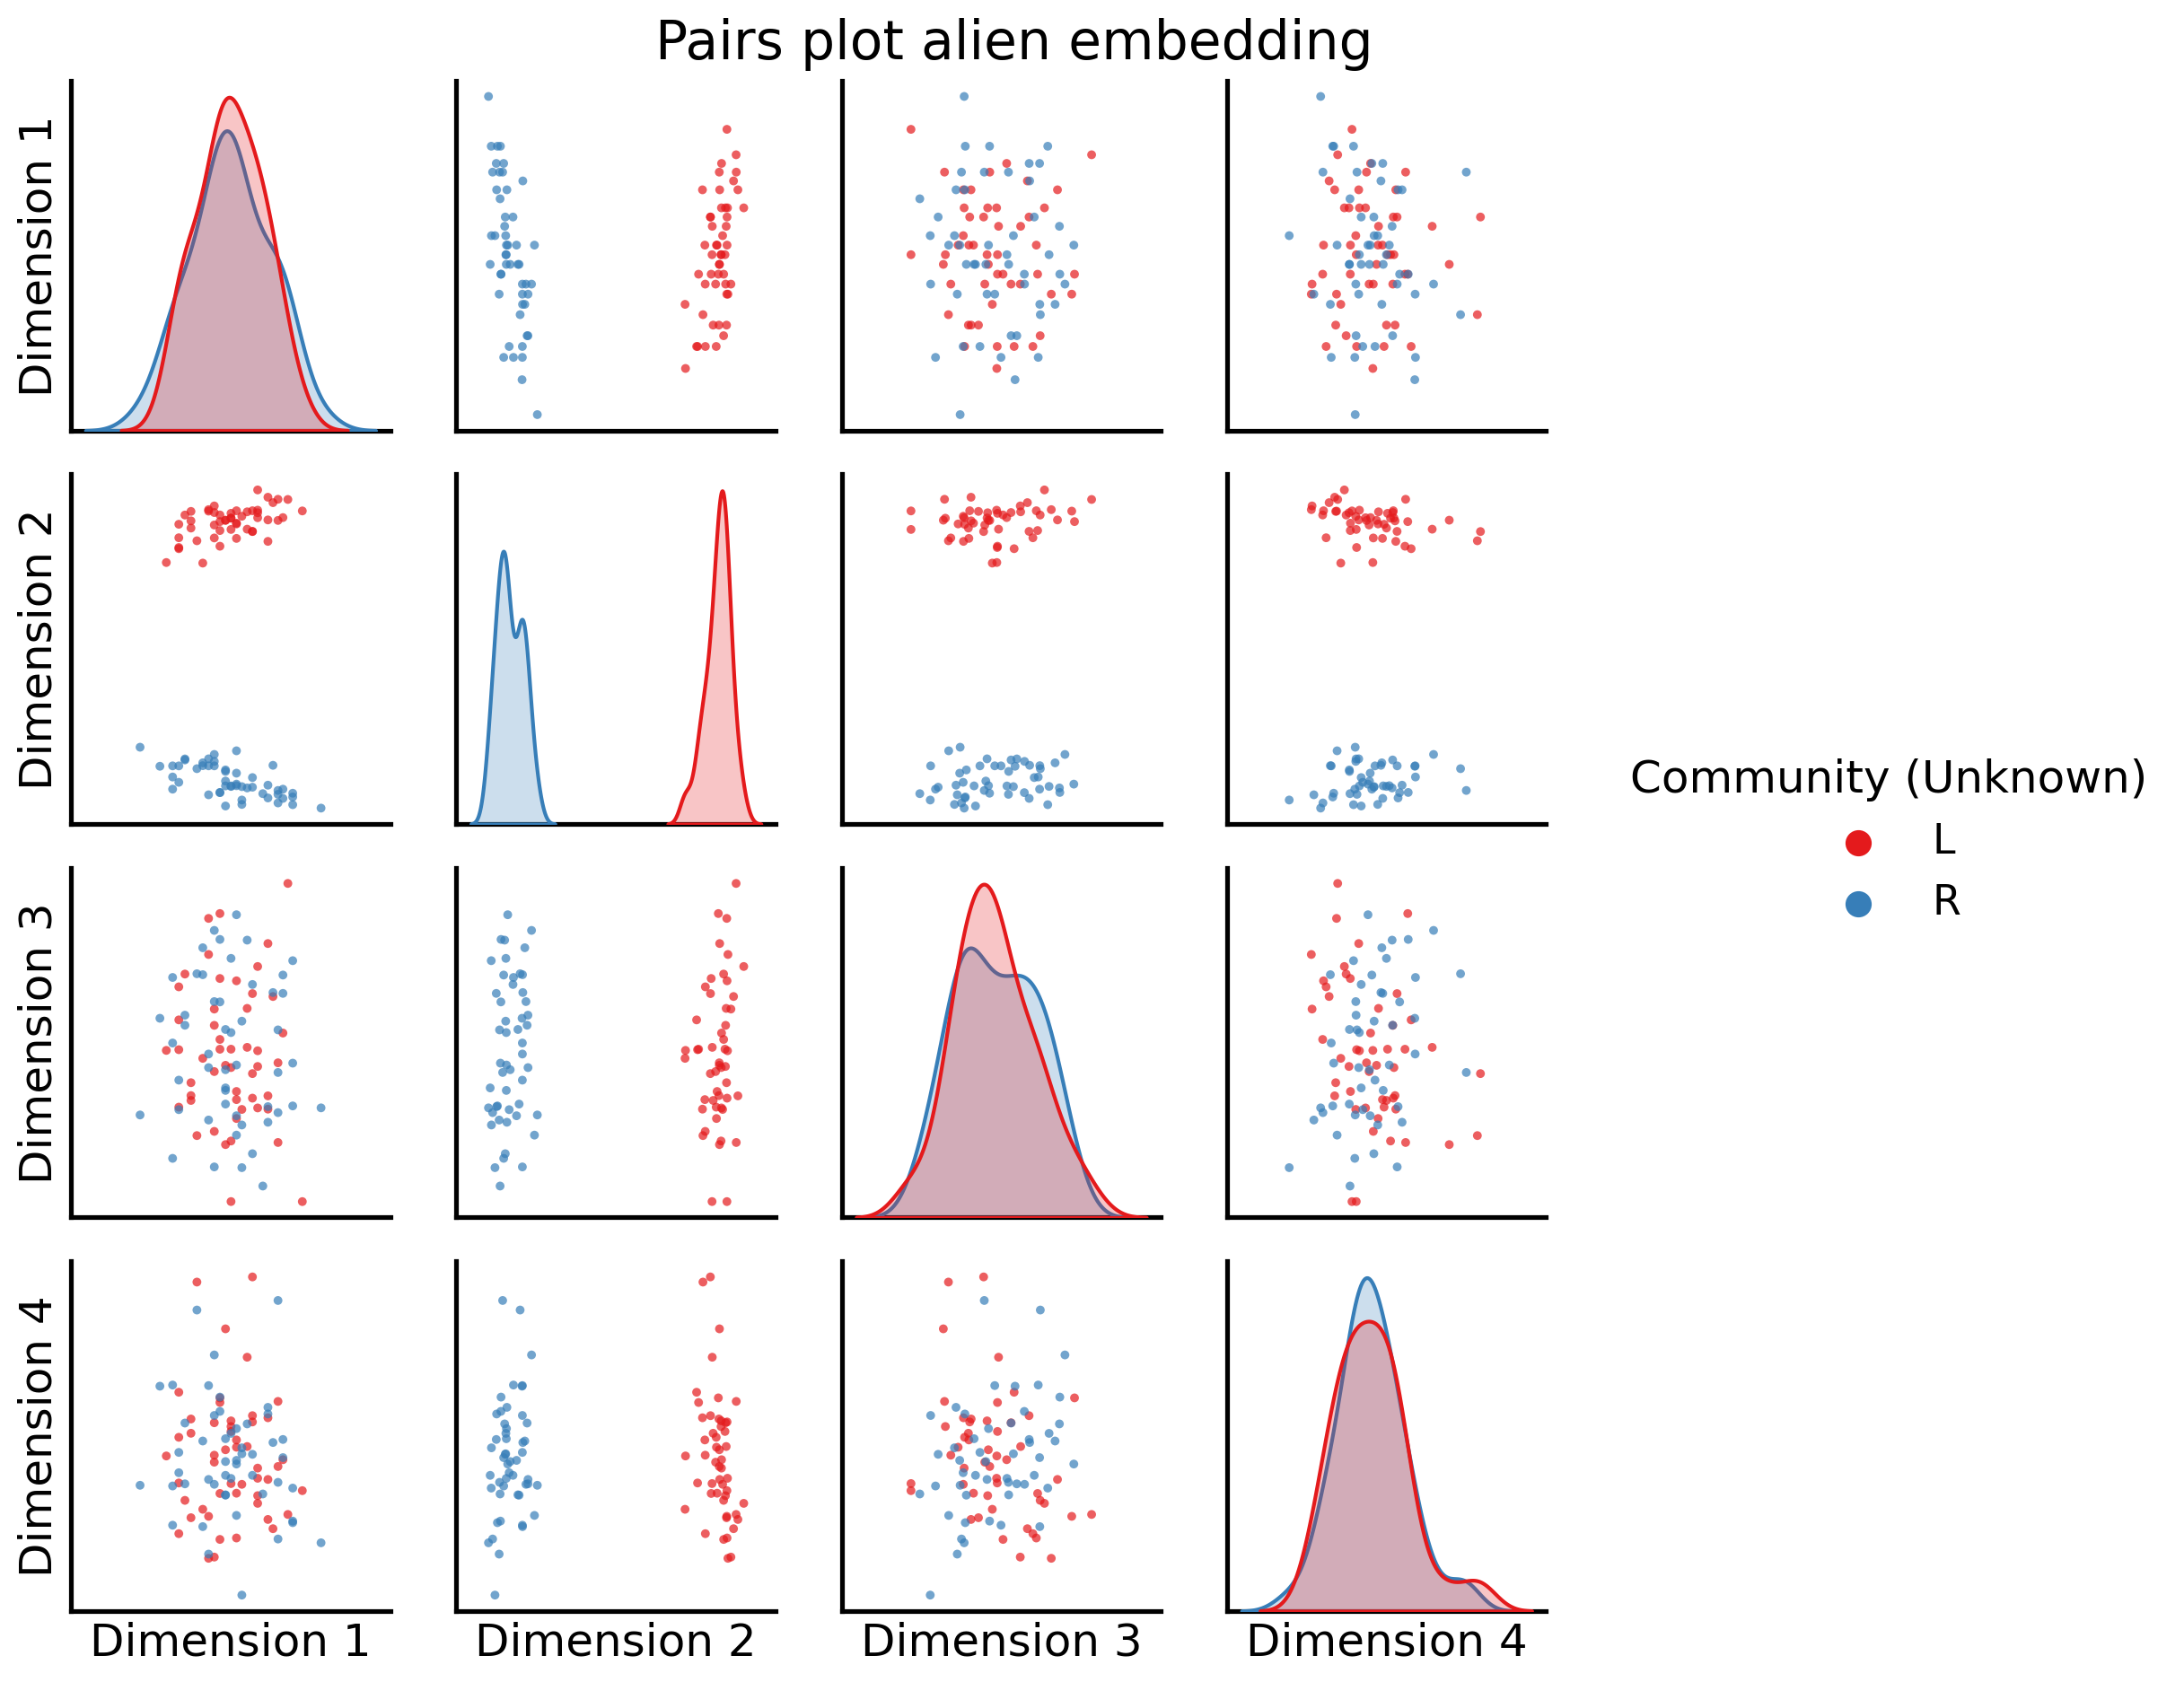 Pairs plot alien embedding
Dimension 1
Dimension 2
Dimension 3
Dimension 4
Community (Unknown)
L
R
Dimension 1
Dimension 2
Dimension 3
Dimension 4